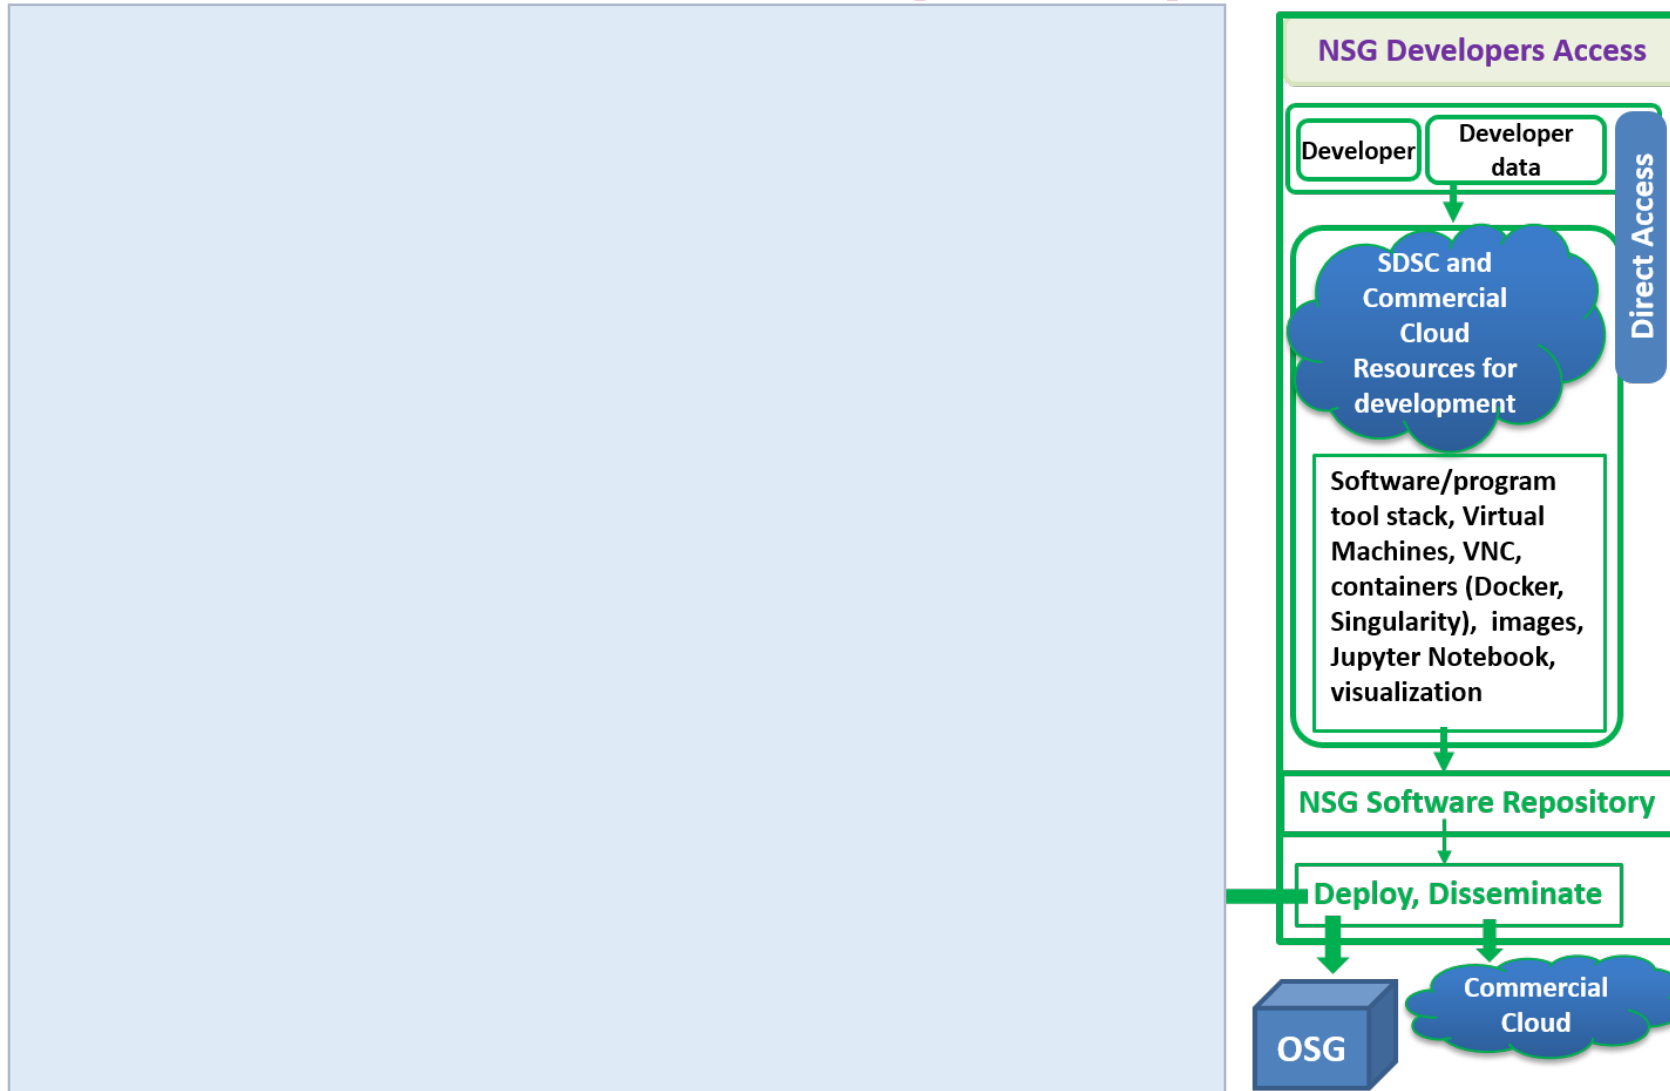 NSG Developers Access
Developer
Developer
data
Direct Access
SDSC and
Commercial
Cloud
Resources for
development
Software/program
tool stack, Virtual
Machines, VNC,
containers (Docker,
Singularity), images,
Jupyter Notebook,
visualization
NSG Software Repository
Deploy, Disseminate
OSG
Commercial
Cloud